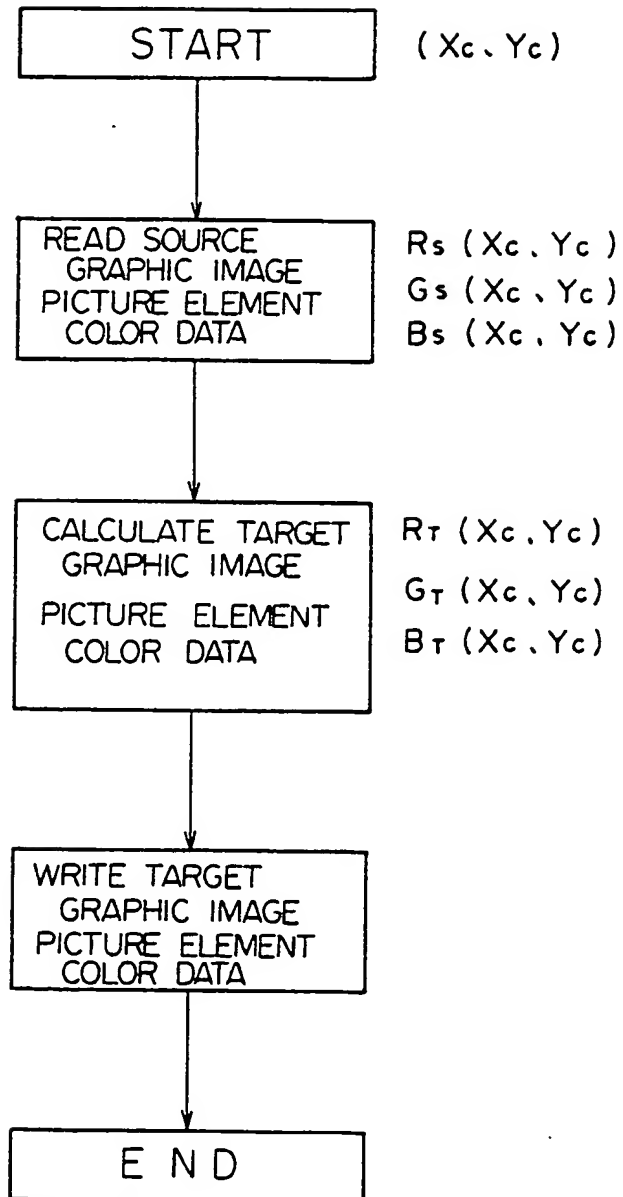 START
(Xc、Yc)
READ SOURCE
GRAPHIC IMAGE
PICTURE ELEMENT
COLOR DATA
Rs (Xc、Yc)
Gs (Xc、Yc)
Bs (Xc、Yc)
CALCULATE TARGET
GRAPHIC IMAGE
PICTURE ELEMENT
COLOR DATA
RT (Xc、Yc)
GT (Xc、Yc)
BT (Xc、Yc)
WRITE TARGET
GRAPHIC IMAGE
PICTURE ELEMENT
COLOR DATA
END